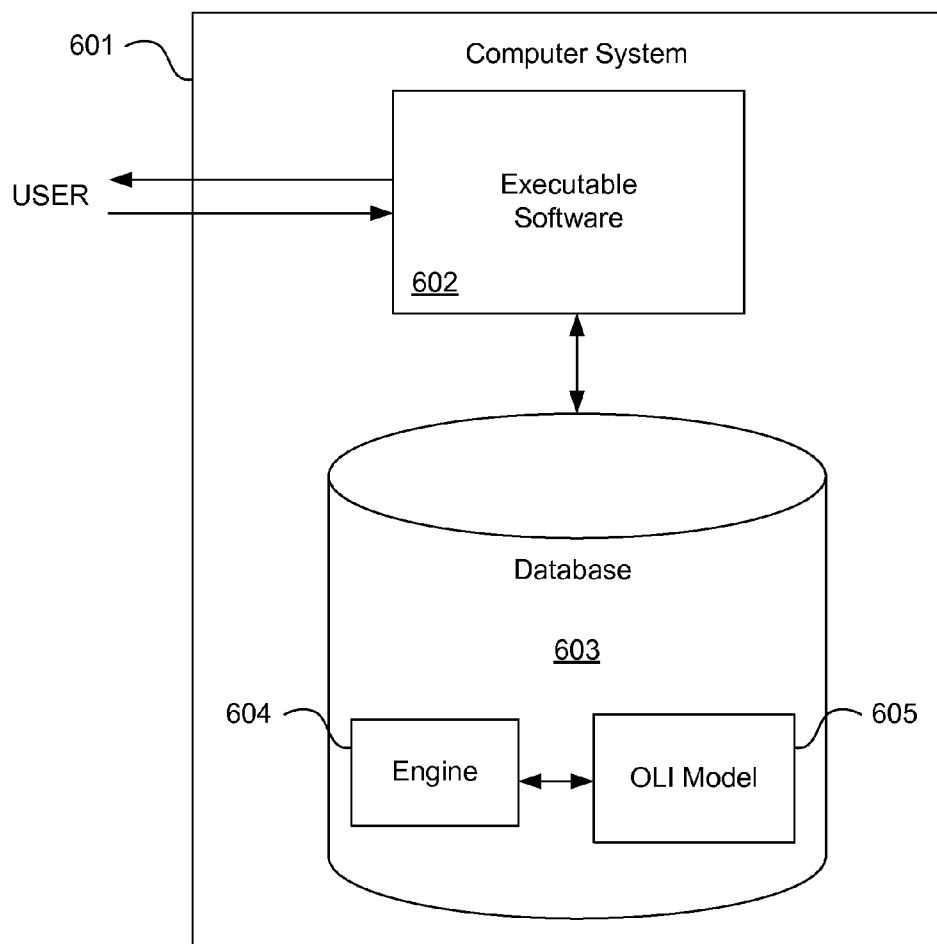 601
Computer System
USER
Executable
Software
602
Database
603
604
605
Engine
OLI Model